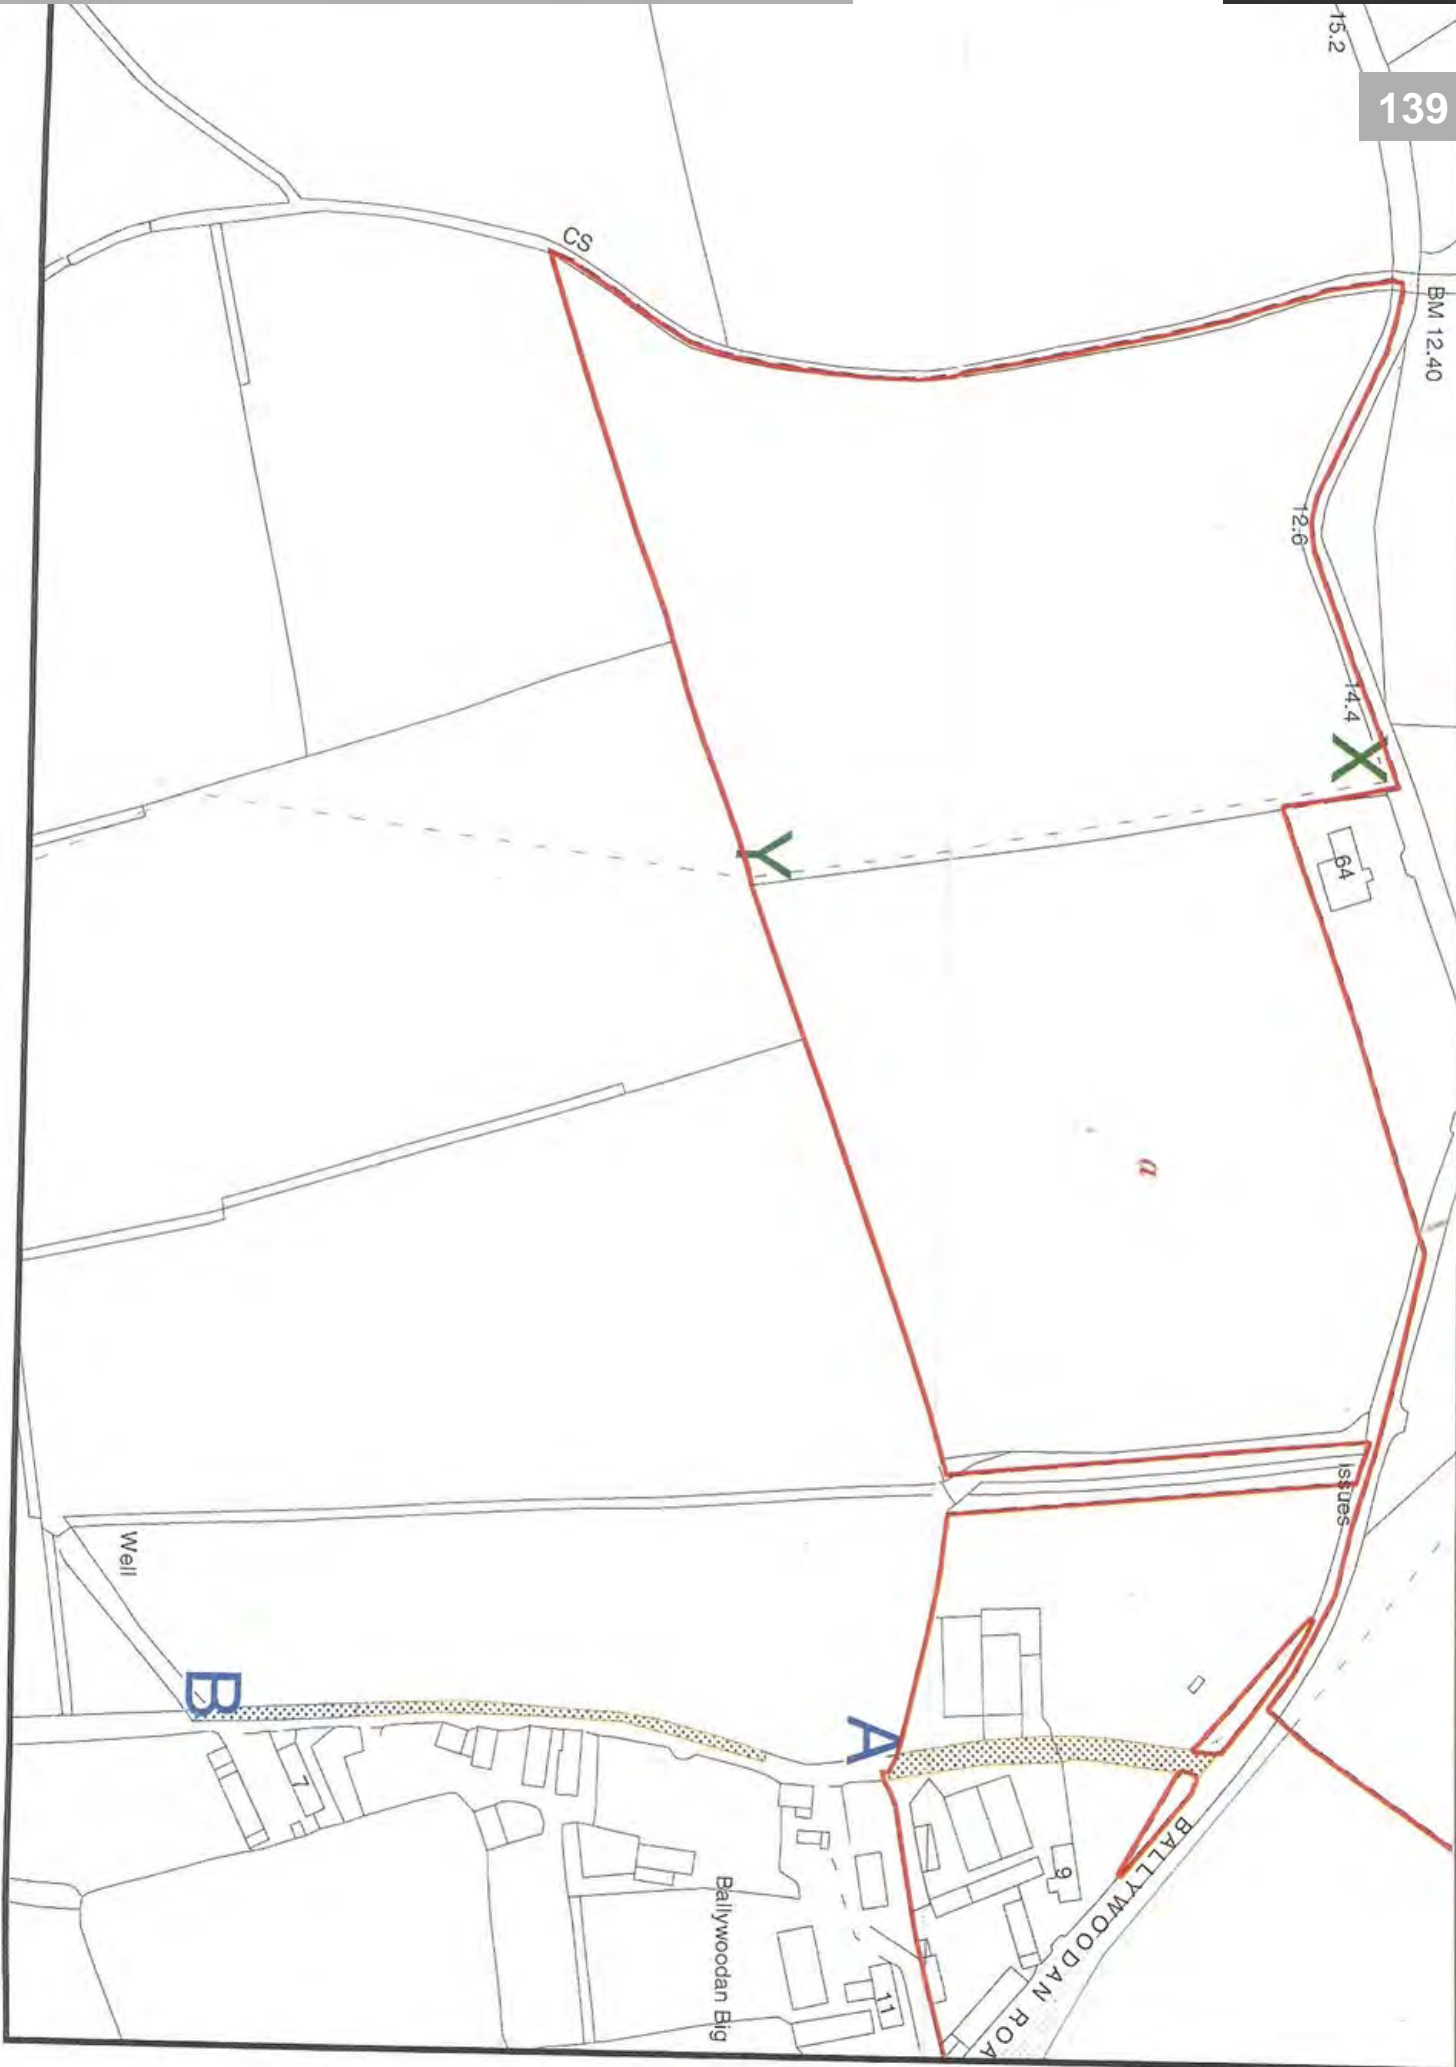 15.2
139
BM 12.40
CS
12.6
14.4
X
Y
64
a
issues
Well
B
A
7
9
BALLYWOODAN ROA
Ballywoodan Big
11